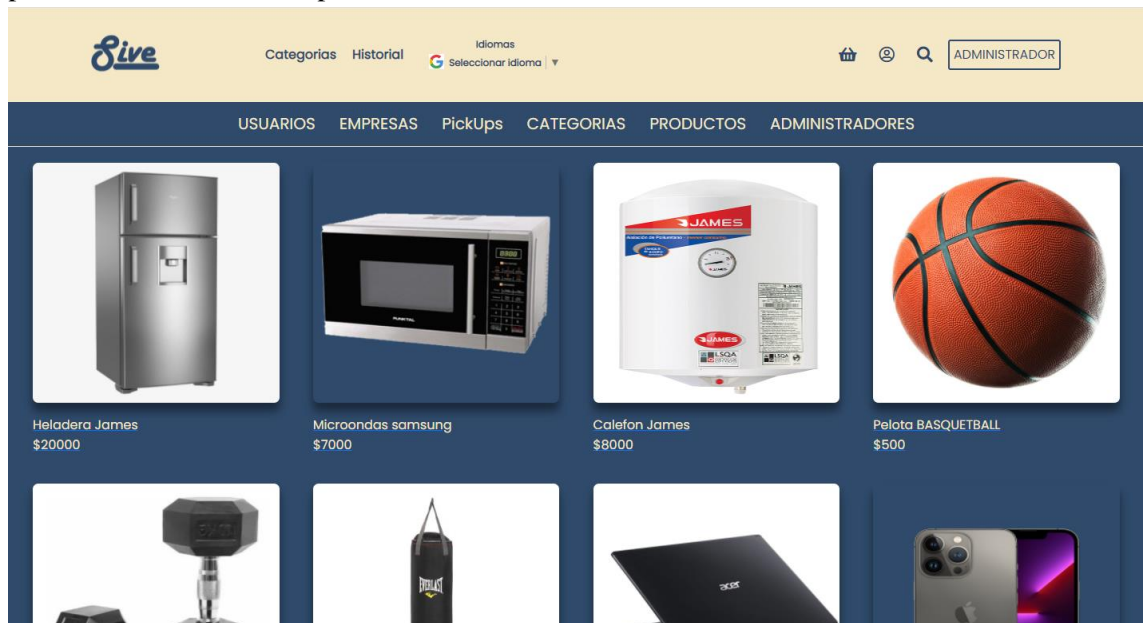 Sive
Categorias Historial
Idiomas
G Seleccionar idioma ▼
ADMINISTRADOR
USUARIOS EMPRESAS PickUps CATEGORIAS PRODUCTOS ADMINISTRADORES
JAMES
JAMES
LSQA
Heladera James
$20000
Microondas samsung
$7000
Calefon James
$8000
Pelota BASQUETBALL
$500
EVERLAST
acer